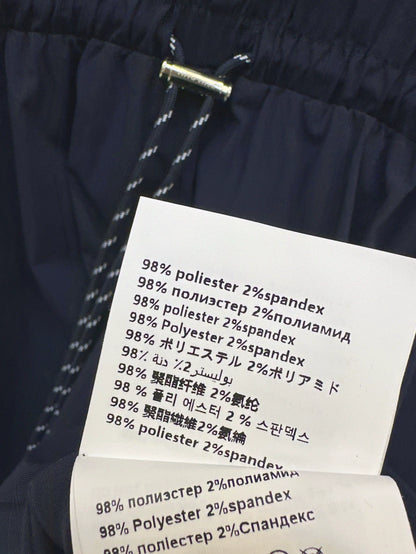 98% poliester 2%spandex
98% полиэстер 2%полиамид
98% poliester 2%spandex
98% Polyester 2%spandex
98% ポリエステル 2%ポリアミド
98٪ بوليستر2٪ دنة
98% 聚酯纤维 2%氨纶
98 % 폴리 에스터 2 % 스판덱스
98% 聚酯纖維2%氨綸
98% poliester 2%spandex
98% полиэстер 2%полиамид
98% Polyester 2%spandex
98% полiестер 2%Спандекс